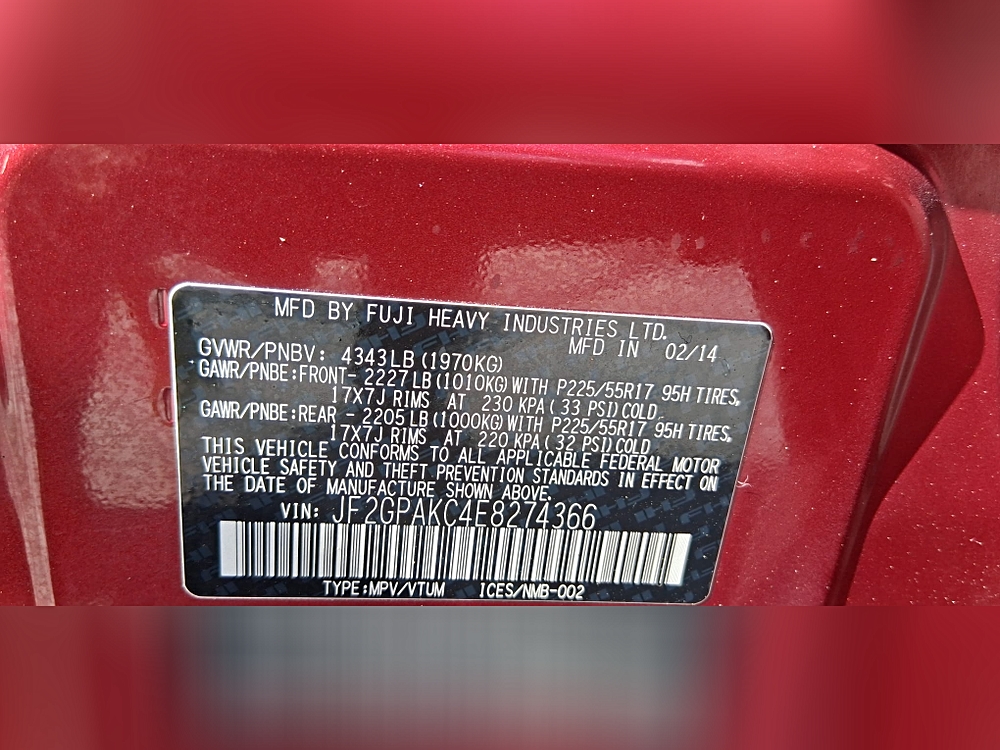 MFD BY FUJI HEAVY INDUSTRIES LTD.
MFD IN 02/14
GVWR/PNBV: 4343LB (1970KG)
GAWR/PNBE: FRONT- 2227 LB (1010KG) WITH P225/55R17 95H TIRES,
17X7J RIMS AT 230 KPA ( 33 PSI) COLD.
GAWR/PNBE: REAR - 2205 LB (1000KG) WITH P225/55R17 95H TIRES,
17X7J RIMS AT 220 KPA ( 32 PSI) COLD
THIS VEHICLE CONFORMS TO ALL APPLICABLE FEDERAL MOTOR
VEHICLE SAFETY AND THEFT PREVENTION STANDARDS IN EFFECT ON
THE DATE OF MANUFACTURE SHOWN ABOVE.
VIN: JF2GPAKC4E8274366
TYPE:MPV/VTUM ICES/NMB-002